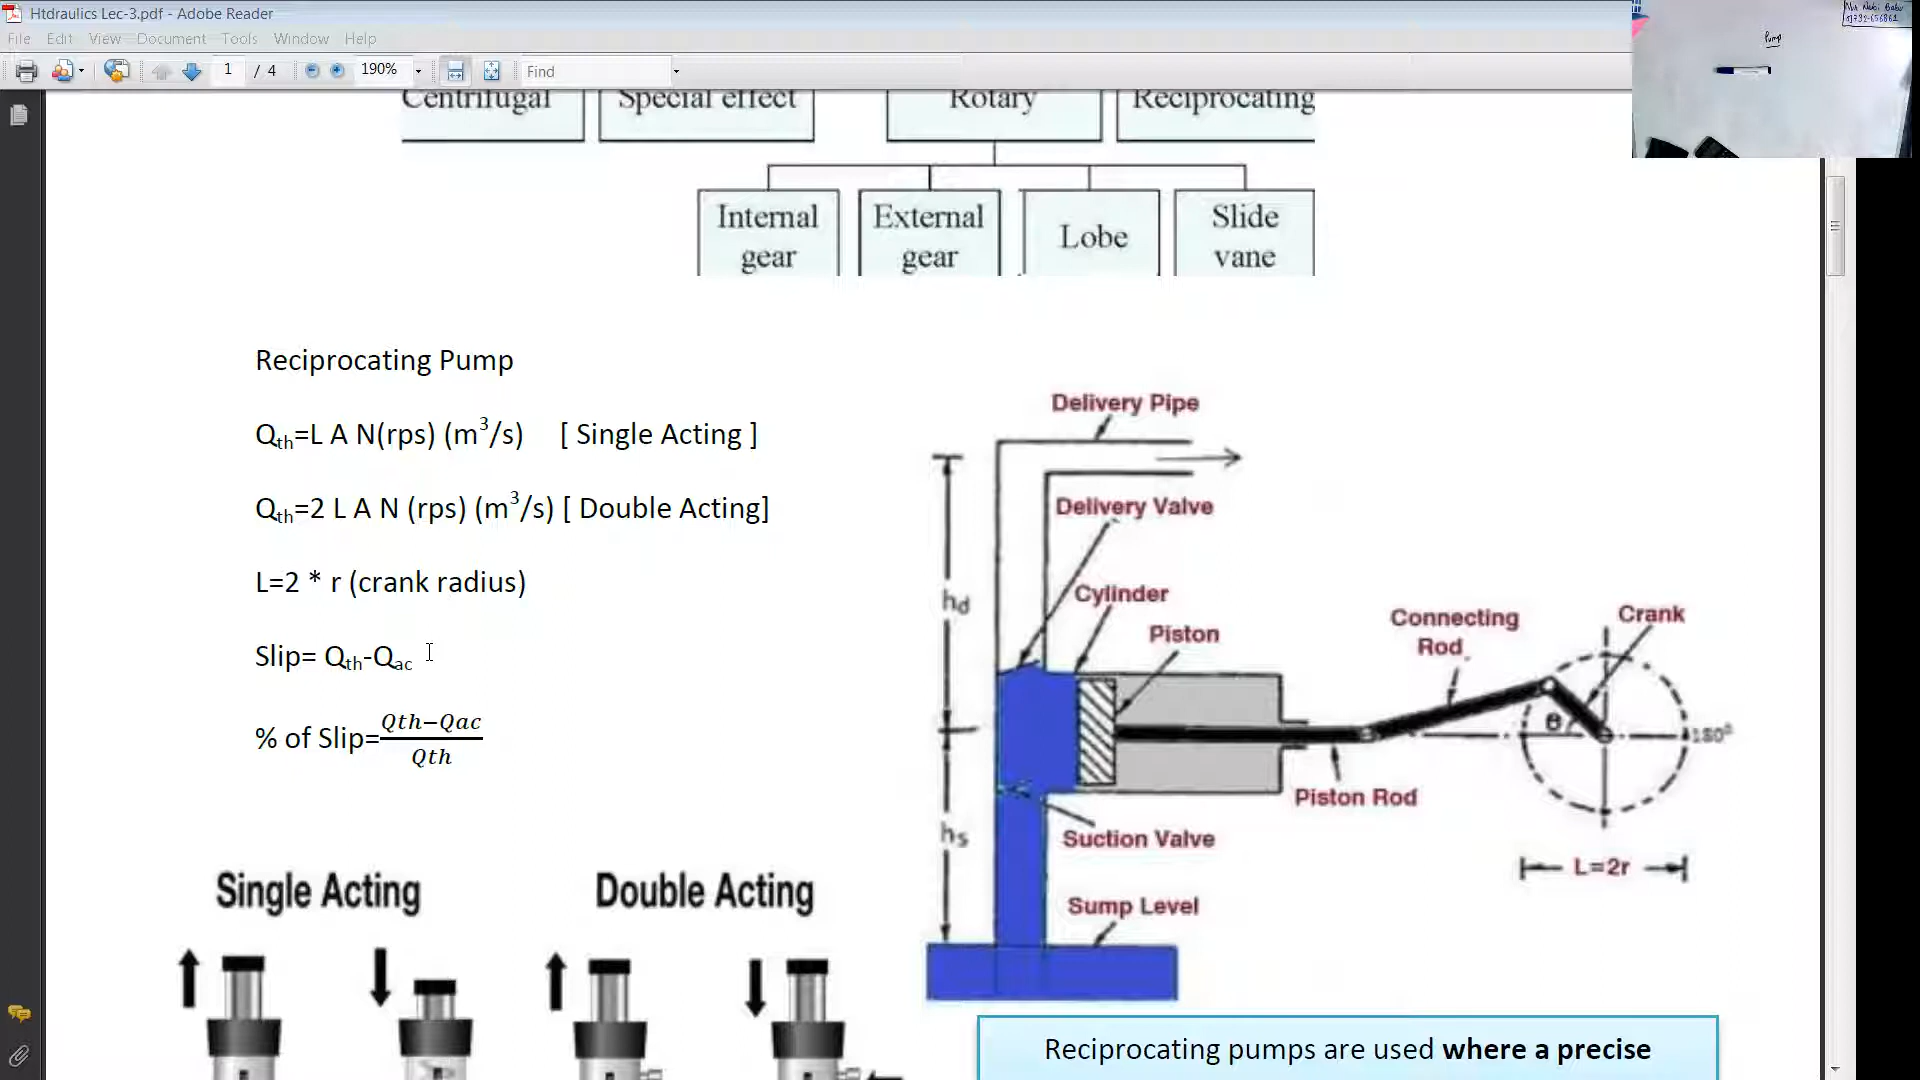 Htdraulics Lec-3.pdf - Adobe Reader
File Edit View Document Tools Window Help
1 / 4 190% Find
Centrifugal Special effect Rotary Reciprocating
Internal gear External gear Lobe Slide vane
Pump
Reciprocating Pump
Qth=L A N(rps) (m³/s) [ Single Acting ]
Qth=2 L A N (rps) (m³/s) [ Double Acting]
L=2 * r (crank radius)
Slip= Qth-Qac
% of Slip=Qth−Qac
Qth
Delivery Pipe
Delivery Valve
hd
Cylinder
Piston
Connecting
Rod
Crank
θ
180°
Piston Rod
hs
Suction Valve
L=2r
Sump Level
Single Acting Double Acting
Reciprocating pumps are used where a precise